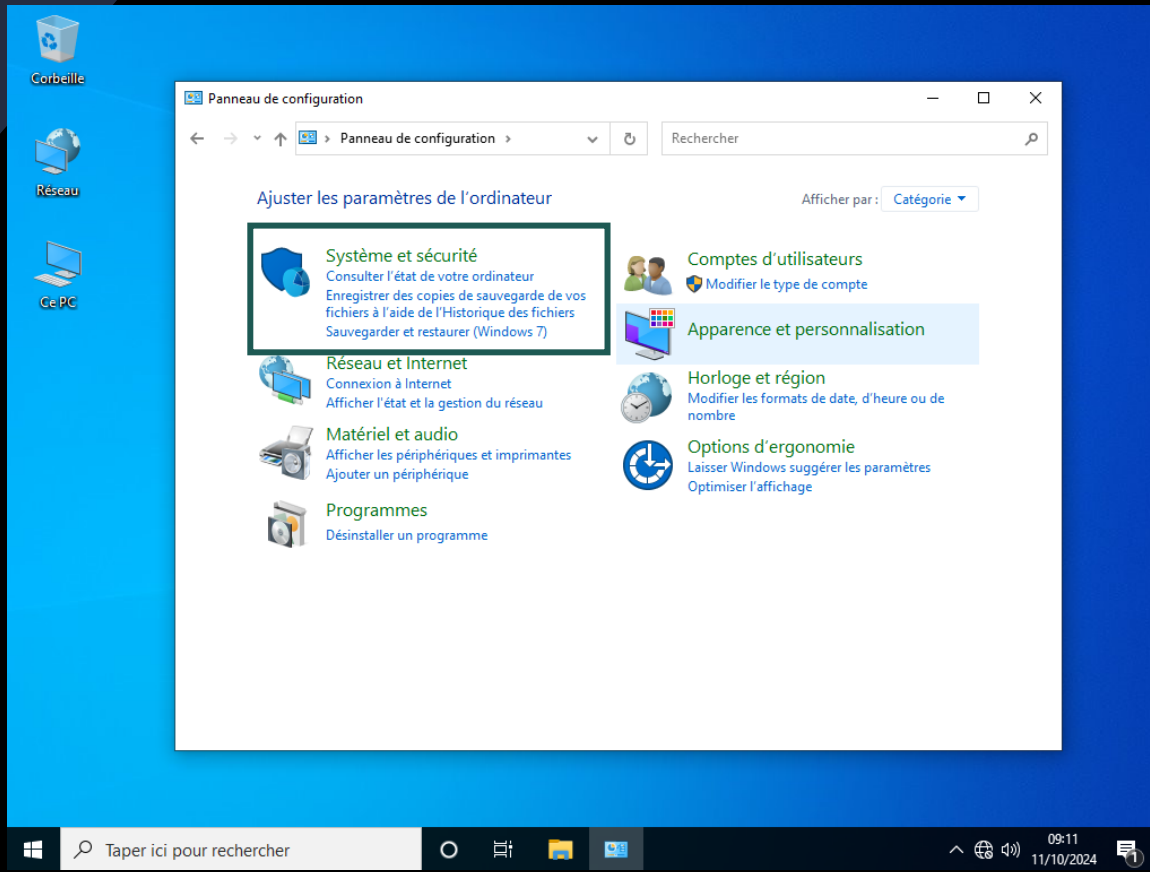 Corbeille
Réseau
Ce PC
Panneau de configuration
Panneau de configuration
Rechercher
Ajuster les paramètres de l'ordinateur
Afficher par :
Catégorie
Système et sécurité
Consulter l'état de votre ordinateur
Enregistrer des copies de sauvegarde de vos
fichiers à l'aide de l'Historique des fichiers
Sauvegarder et restaurer (Windows 7)
Réseau et Internet
Connexion à Internet
Afficher l'état et la gestion du réseau
Matériel et audio
Afficher les périphériques et imprimantes
Ajouter un périphérique
Programmes
Désinstaller un programme
Comptes d'utilisateurs
Modifier le type de compte
Apparence et personnalisation
Horloge et région
Modifier les formats de date, d'heure ou de
nombre
Options d'ergonomie
Laisser Windows suggérer les paramètres
Optimiser l'affichage
Taper ici pour rechercher
09:11
11/10/2024
1